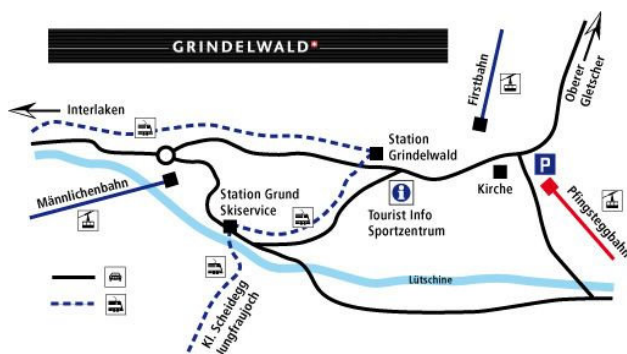 GRINDELWALD
Interlaken
Firstbahn
Oberer
Gletscher
Station
Grindelwald
P
Männlichenbahn
Station Grund
Skiservice
i
Tourist Info
Sportzentrum
Kirche
Pfingsteggbahn
Lütschine
Kl. Scheidegg
Jungfraujoch